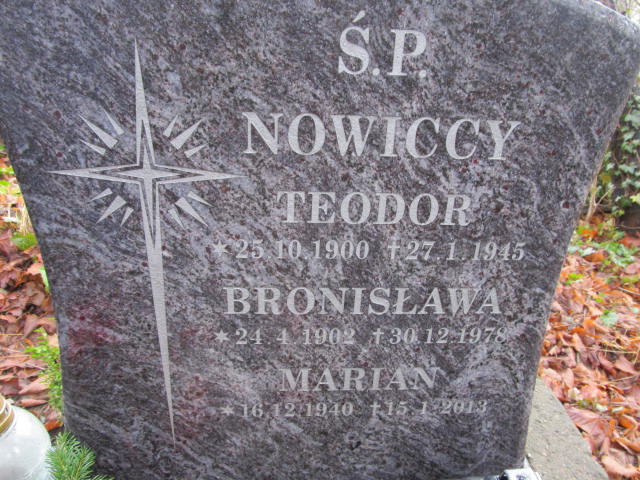 Ś.P.
NOWICCY
TEODOR
* 25.10.1900 † 27.1.1945
BRONISŁAWA
* 24.4.1902 † 30.12.1978
MARIAN
* 16.12.1940 † 15.1.2013